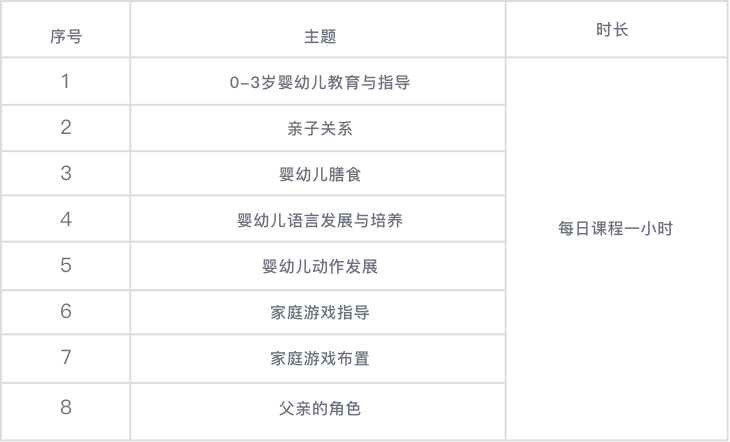 序号 主题 时长
1 0-3岁婴幼儿教育与指导
2 亲子关系
3 婴幼儿膳食
4 婴幼儿语言发展与培养
每日课程一小时
5 婴幼儿动作发展
6 家庭游戏指导
7 家庭游戏布置
8 父亲的角色